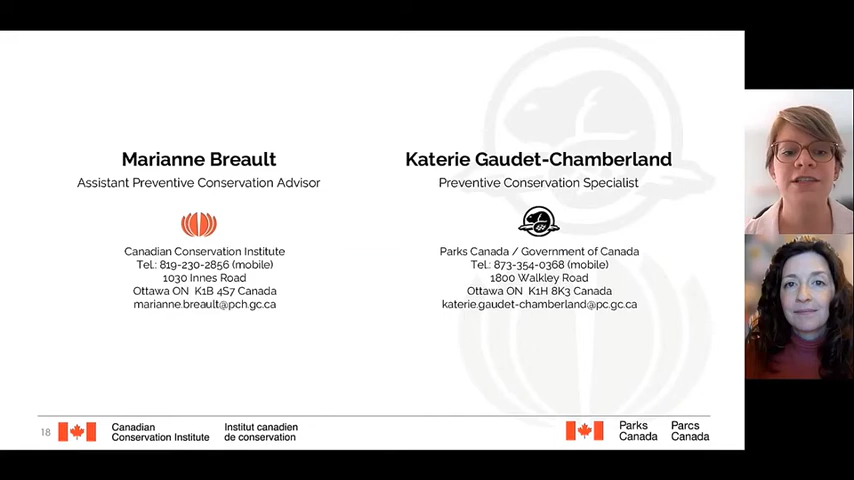 Marianne Breault
Assistant Preventive Conservation Advisor
Canadian Conservation Institute
Tel.: 819-230-2856 (mobile)
1030 Innes Road
Ottawa ON K1B 4S7 Canada
marianne.breault@pch.gc.ca
Katerie Gaudet-Chamberland
Preventive Conservation Specialist
Parks Canada / Government of Canada
Tel.: 873-354-0368 (mobile)
1800 Walkley Road
Ottawa ON K1H 8K3 Canada
katerie.gaudet-chamberland@pc.gc.ca
18
Canadian
Conservation Institute
Institut canadien
de conservation
Parks
Canada
Parcs
Canada